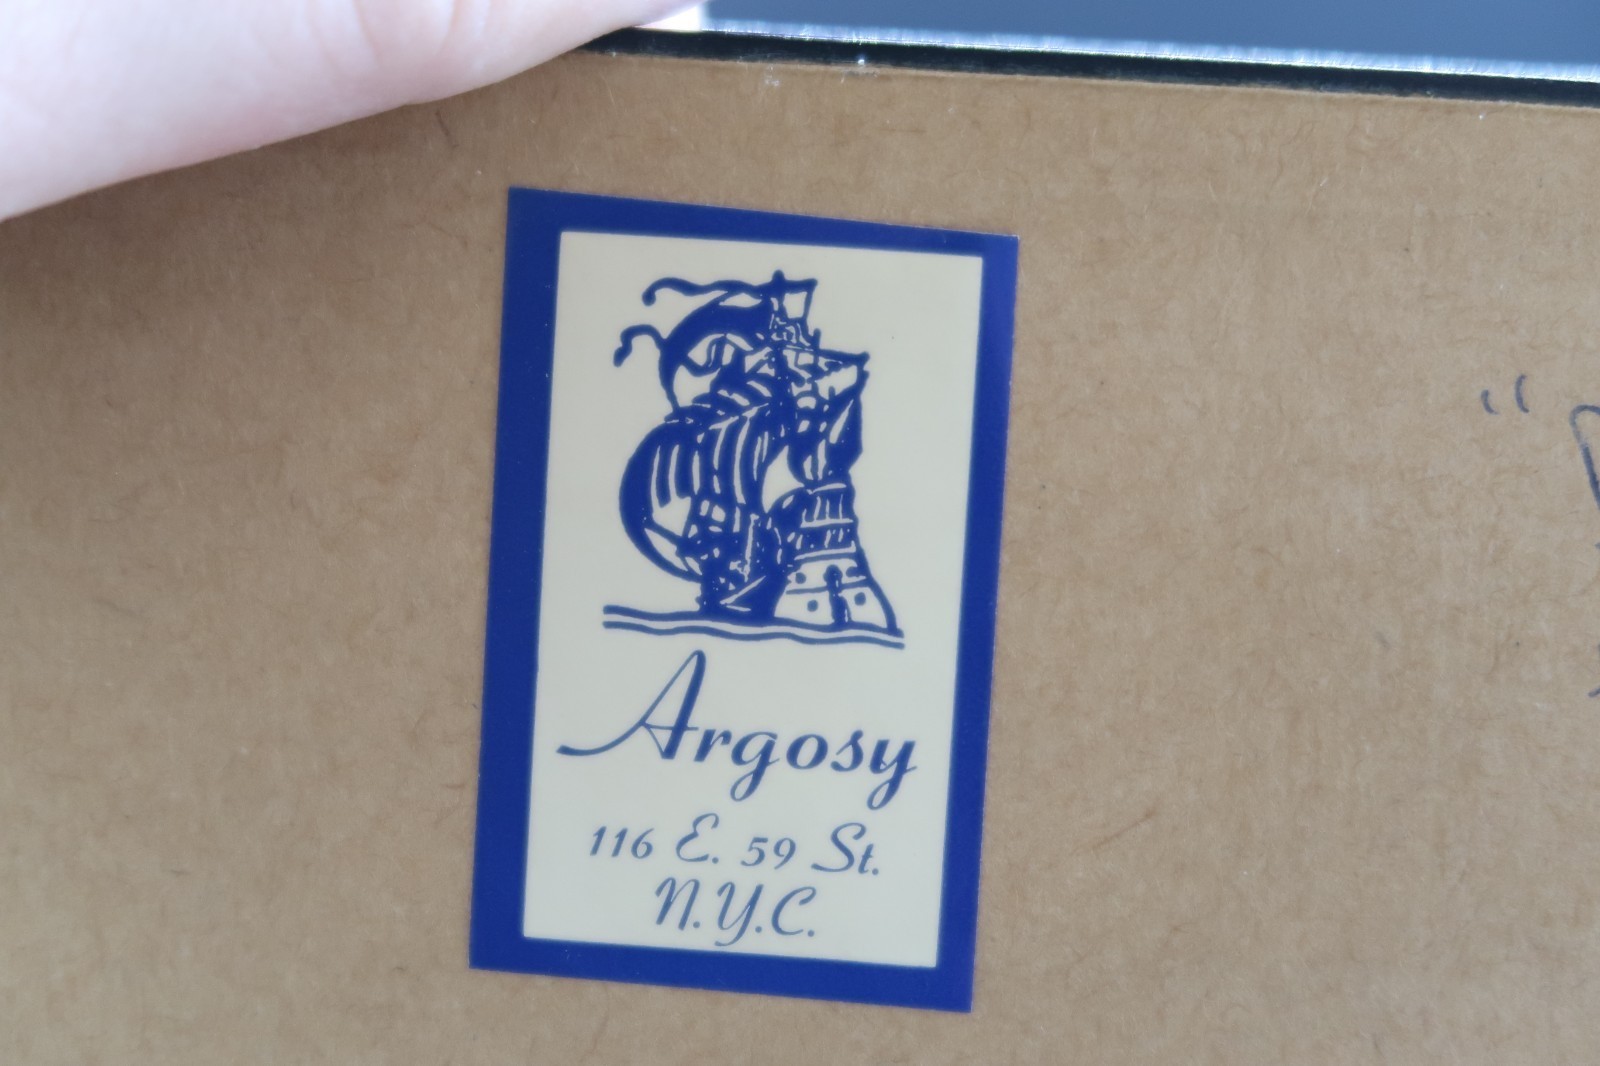 Argosy
116 E. 59 St.
N.Y.C.